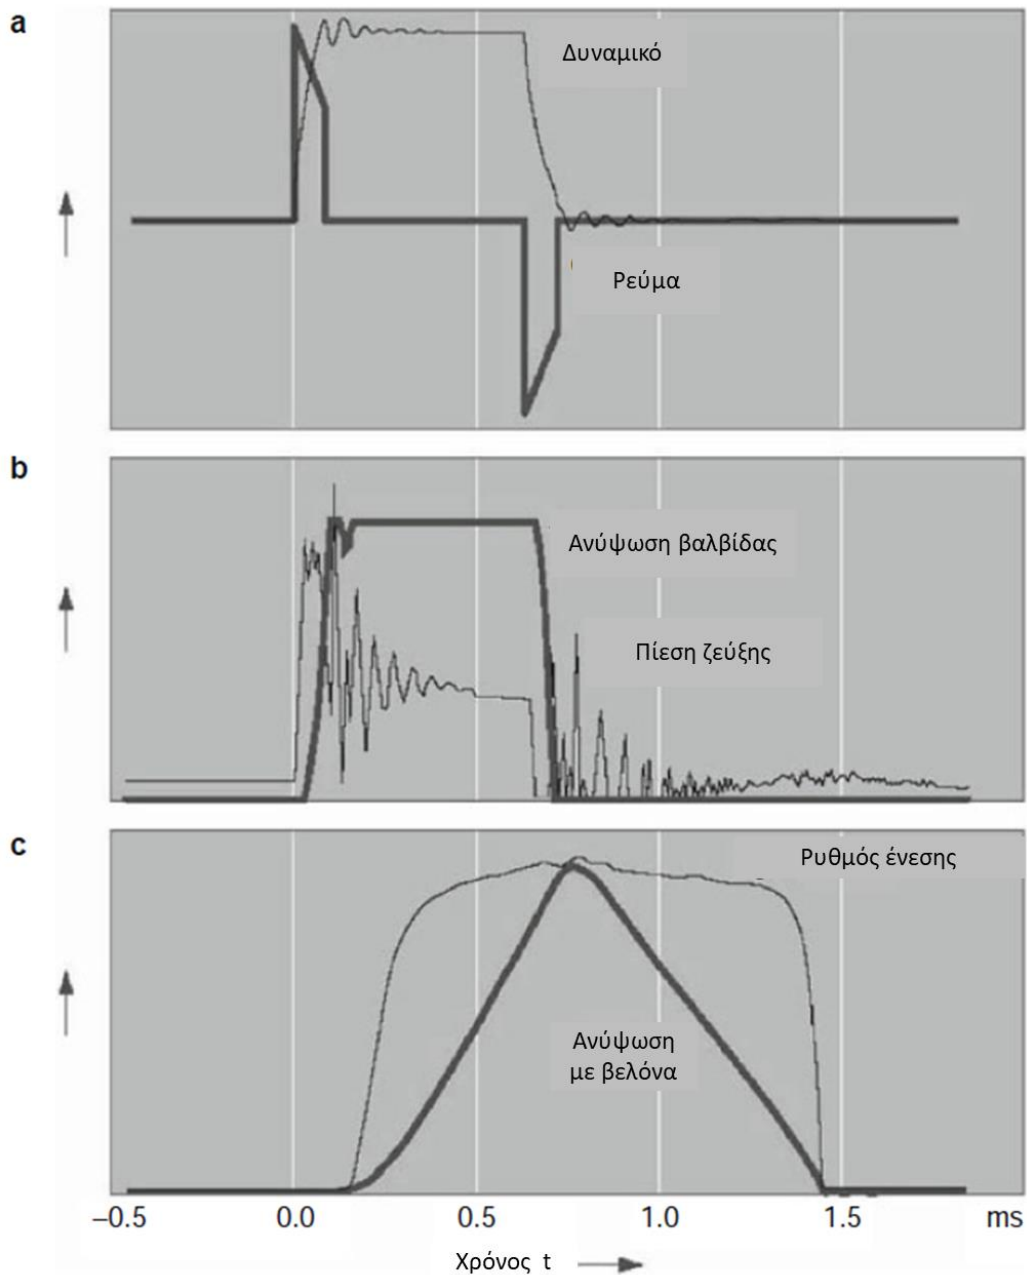 a
Δυναμικό
Ρεύμα
b
Ανύψωση βαλβίδας
Πίεση ζεύξης
c
Ρυθμός ένεσης
Ανύψωση
με βελόνα
–0.5 0.0 0.5 1.0 1.5 ms
Χρόνος t